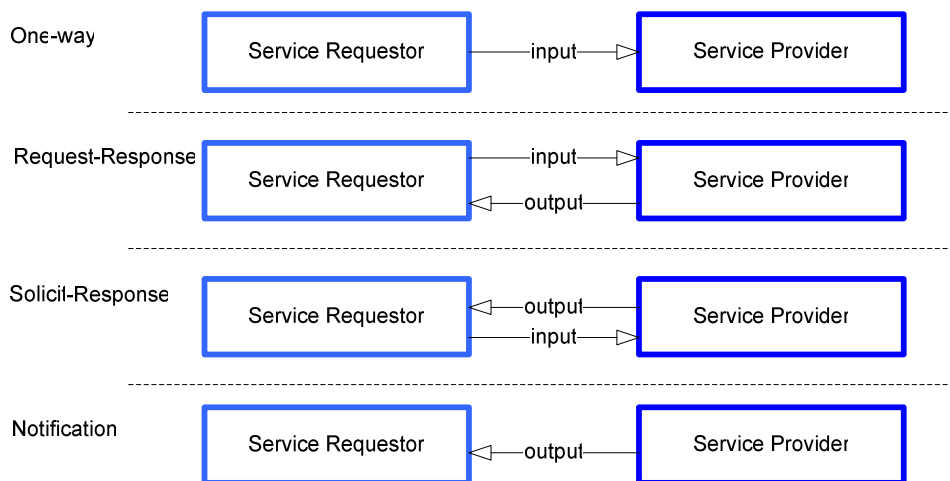 One-way
Service Requestor
input
Service Provider
Request-Response
Service Requestor
input
output
Service Provider
Solicit-Response
Service Requestor
output
input
Service Provider
Notification
Service Requestor
output
Service Provider